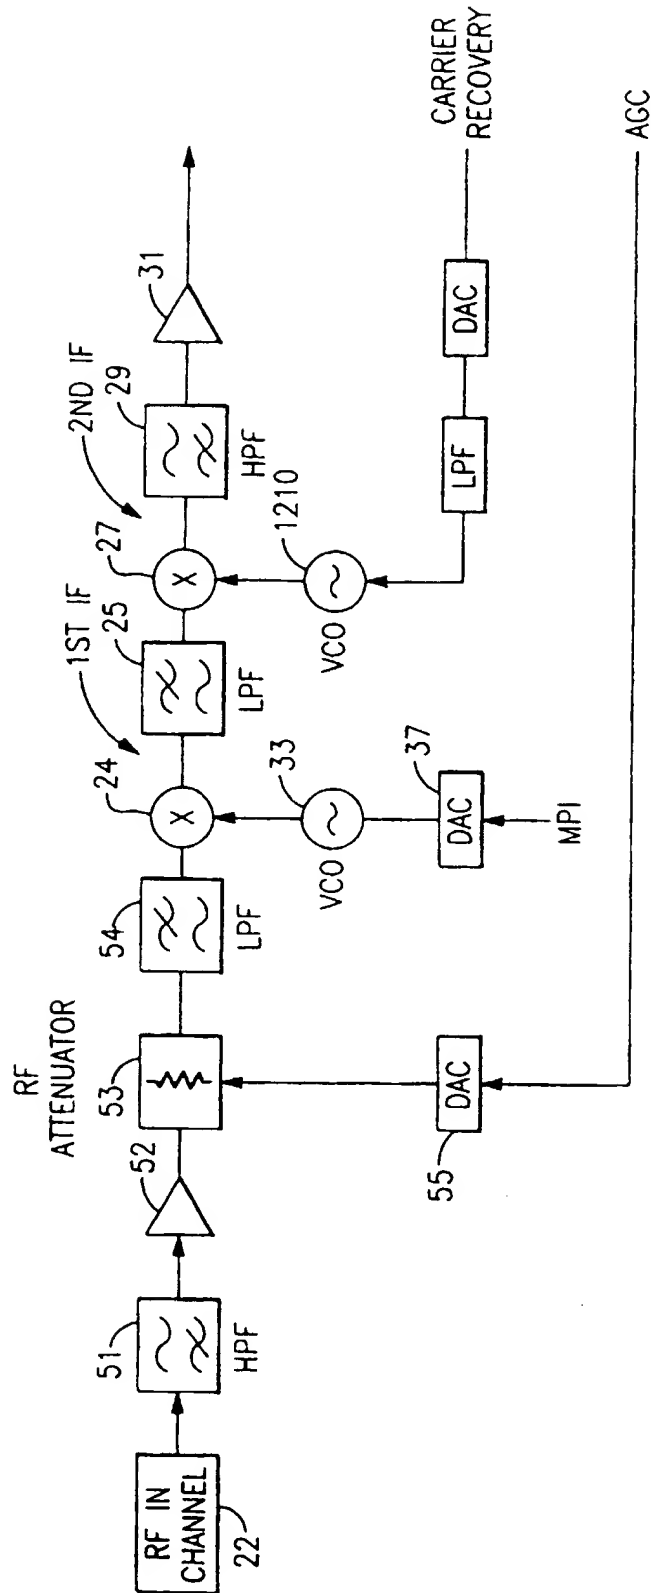 RF IN
CHANNEL
22
51
HPF
52
RF
ATTENUATOR
53
DAC
55
54
LPF
24
1ST IF
VCO
33
DAC
37
MPI
25
LPF
27
2ND IF
VCO
1210
29
HPF
31
LPF
DAC
CARRIER
RECOVERY
AGC
X
X